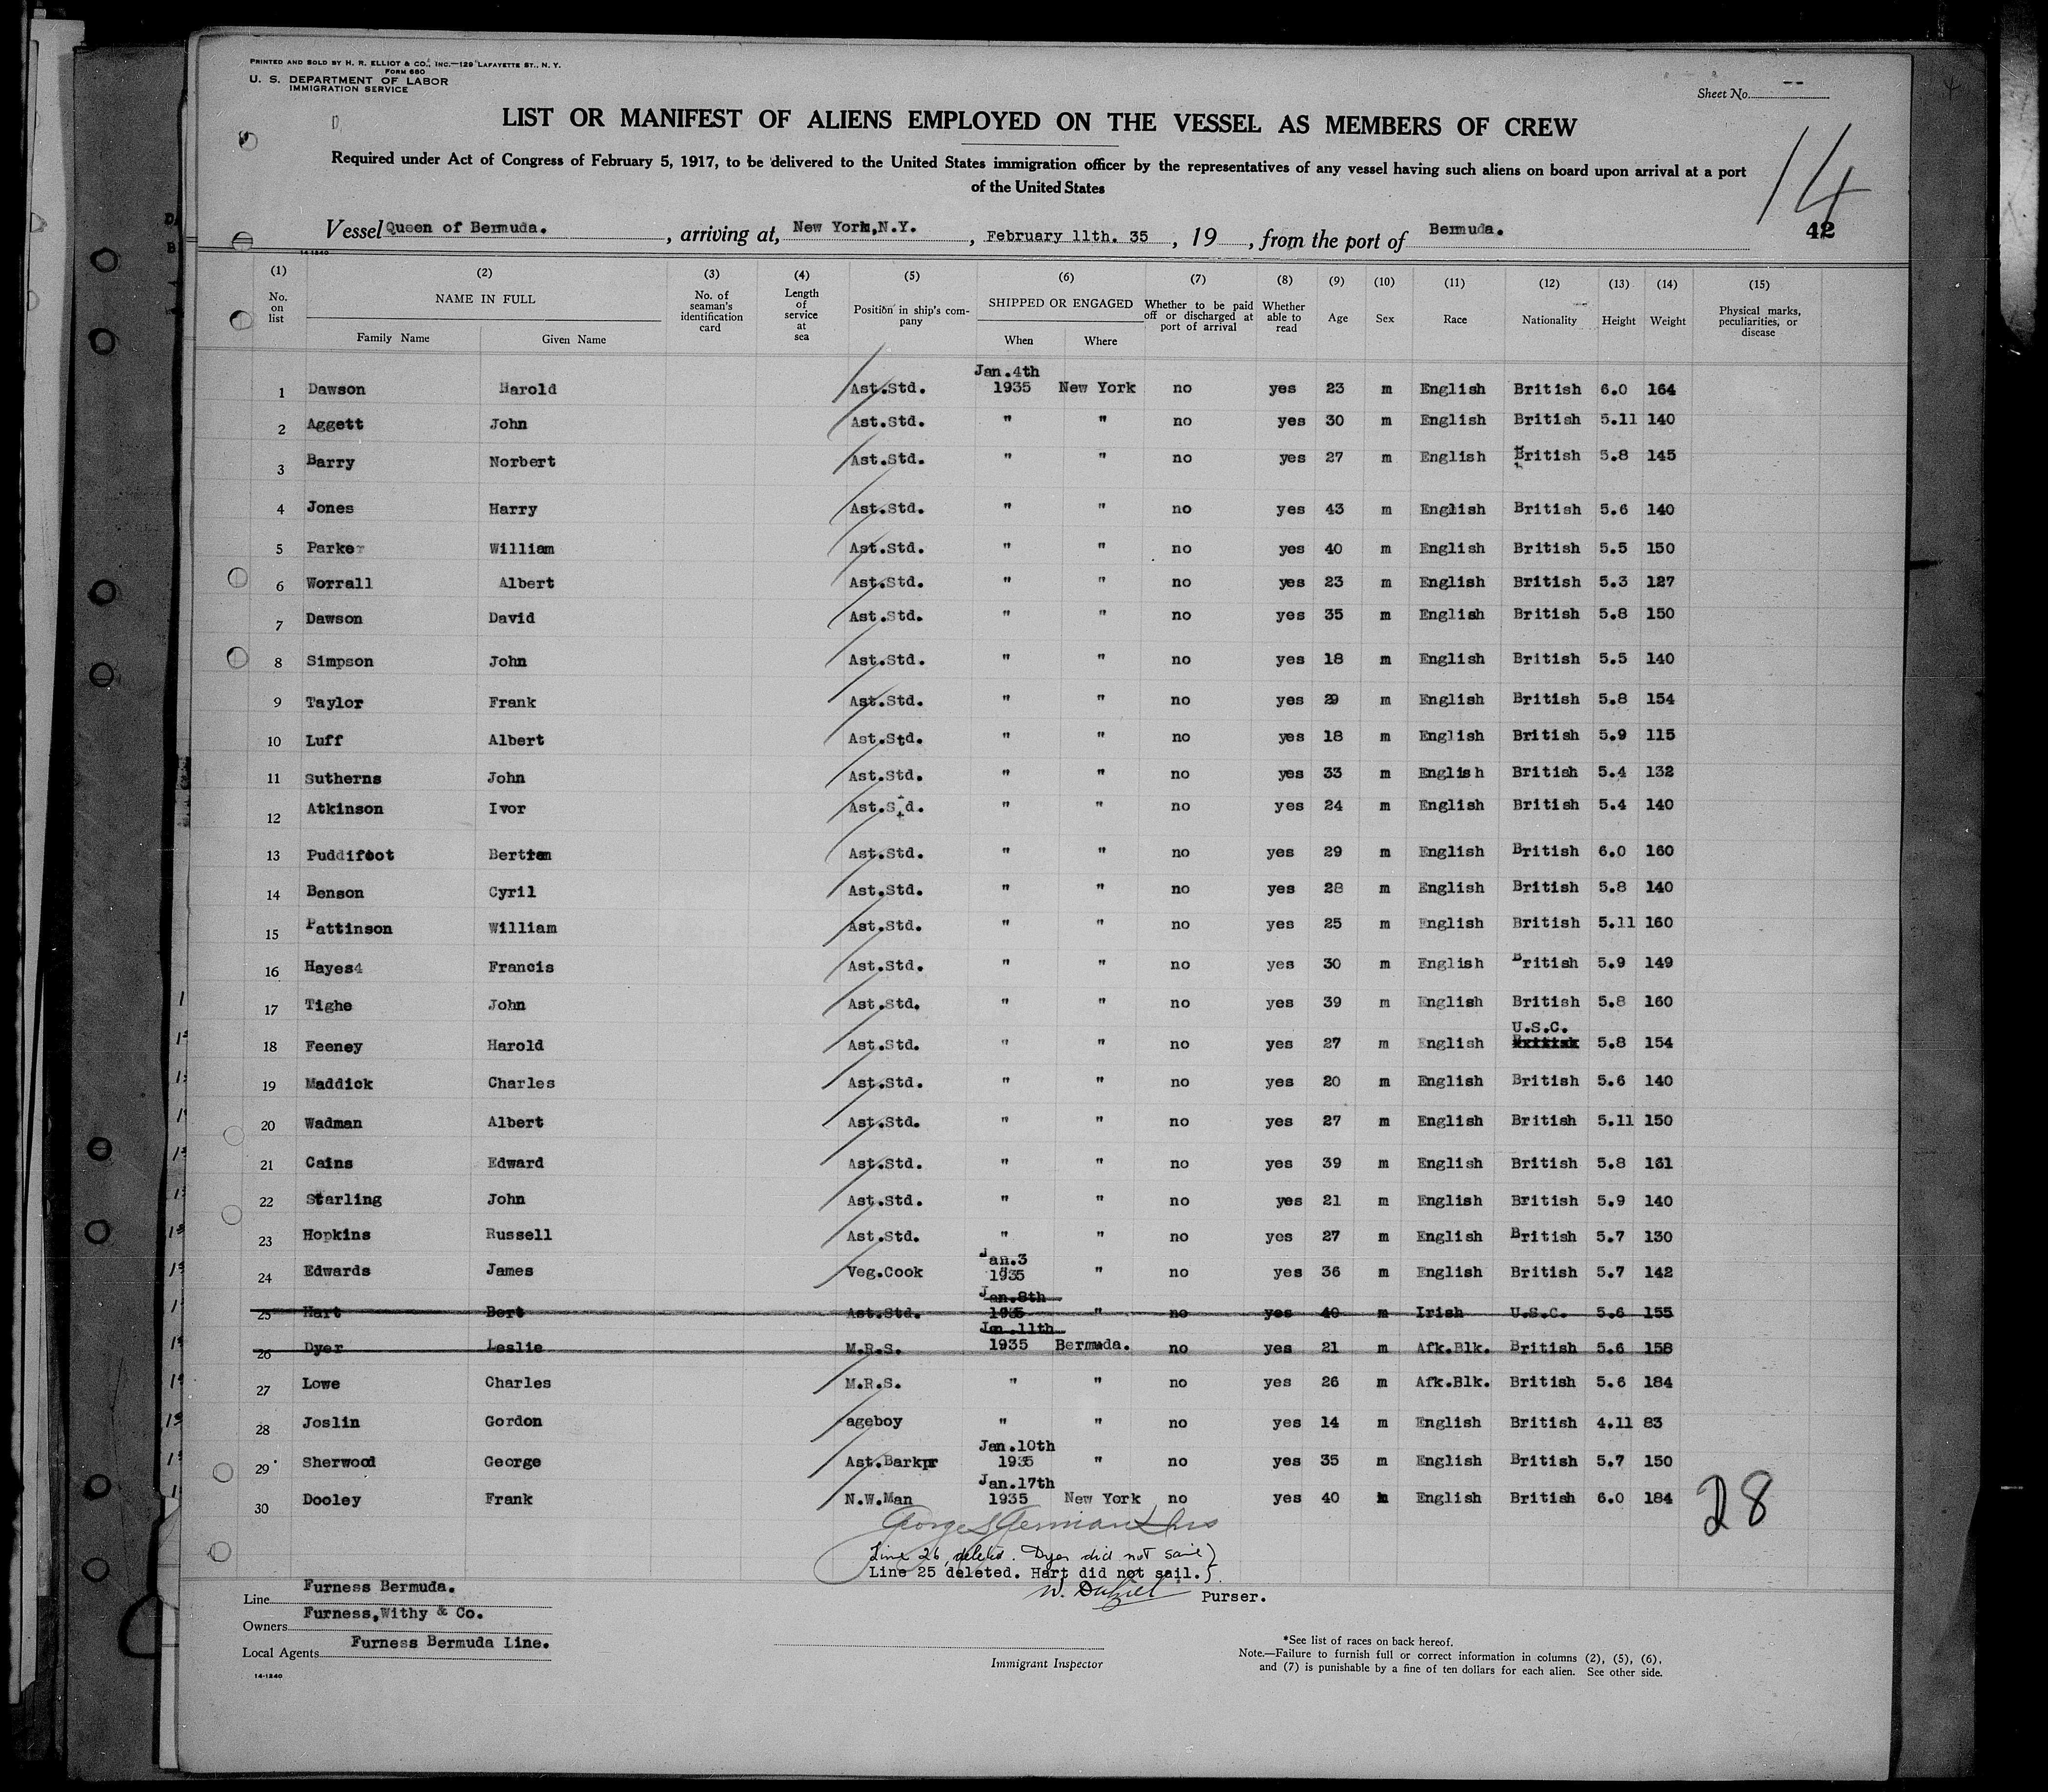 PRINTED AND SOLD BY H. R. ELLIOT & CO., INC.—129 LAFAYETTE ST., N. Y.
FORM 680
U. S. DEPARTMENT OF LABOR
IMMIGRATION SERVICE
Sheet No. --
LIST OR MANIFEST OF ALIENS EMPLOYED ON THE VESSEL AS MEMBERS OF CREW
Required under Act of Congress of February 5, 1917, to be delivered to the United States immigration officer by the representatives of any vessel having such aliens on board upon arrival at a port
of the United States
14
Vessel Queen of Bermuda. , arriving at, New York,N.Y. , February 11th. 35 , 19 , from the port of Bermuda.
42
14-1240
(1) (2) (3) (4) (5) (6) (7) (8) (9) (10) (11) (12) (13) (14) (15)
No. on list NAME IN FULL Family Name Given Name No. of seaman's identification card Length of service at sea Position in ship's company SHIPPED OR ENGAGED When Where Whether to be paid off or discharged at port of arrival Whether able to read Age Sex Race Nationality Height Weight Physical marks, peculiarities, or disease
1 Dawson Harold Ast.Std. Jan.4th 1935 New York no yes 23 m English British 6.0 164
2 Aggett John Ast.Std. " " no yes 30 m English British 5.11 140
3 Barry Norbert Ast.Std. " " no yes 27 m English British 5.8 145
4 Jones Harry Ast.Std. " " no yes 43 m English British 5.6 140
5 Parker William Ast.Std. " " no yes 40 m English British 5.5 150
6 Worrall Albert Ast.Std. " " no yes 23 m English British 5.3 127
7 Dawson David Ast.Std. " " no yes 35 m English British 5.8 150
8 Simpson John Ast.Std. " " no yes 18 m English British 5.5 140
9 Taylor Frank Ast.Std. " " no yes 29 m English British 5.8 154
10 Luff Albert Ast.Std. " " no yes 18 m English British 5.9 115
11 Sutherns John Ast.Std. " " no yes 33 m English British 5.4 132
12 Atkinson Ivor Ast.Std. " " no yes 24 m English British 5.4 140
13 Puddifoot Bertram Ast.Std. " " no yes 29 m English British 6.0 160
14 Benson Cyril Ast.Std. " " no yes 28 m English British 5.8 140
15 Pattinson William Ast.Std. " " no yes 25 m English British 5.11 160
16 Hayes4 Francis Ast.Std. " " no yes 30 m English British 5.9 149
17 Tighe John Ast.Std. " " no yes 39 m English British 5.8 160
18 Feeney Harold Ast.Std. " " no yes 27 m English U.S.C. British 5.8 154
19 Maddick Charles Ast.Std. " " no yes 20 m English British 5.6 140
20 Wadman Albert Ast.Std. " " no yes 27 m English British 5.11 150
21 Cains Edward Ast.Std. " " no yes 39 m English British 5.8 161
22 Starling John Ast.Std. " " no yes 21 m English British 5.9 140
23 Hopkins Russell Ast.Std. " " no yes 27 m English British 5.7 130
24 Edwards James Veg.Cook Jan.3 1935 " no yes 36 m English British 5.7 142
25 Hart Bert Ast.Std. Jan.8th 1935 " no yes 40 m Irish U.S.C. 5.6 155
26 Dyer Leslie M.R.S. Jan.11th 1935 Bermuda. no yes 21 m Afk.Blk. British 5.6 158
27 Lowe Charles M.R.S. " " no yes 26 m Afk.Blk. British 5.6 184
28 Joslin Gordon ageboy " " no yes 14 m English British 4.11 83
29 Sherwood George Ast.Barkpr Jan.10th 1935 " no yes 35 m English British 5.7 150
30 Dooley Frank N.W.Man Jan.17th 1935 New York no yes 40 m English British 6.0 184
28
Line 26, deleted. Dyer did not sail)
Line 25 deleted. Hart did not sail.)
Purser.
Line Furness Bermuda.
Owners Furness,Withy & Co.
Local Agents Furness Bermuda Line.
14-1240
Immigrant Inspector
*See list of races on back hereof.
Note.—Failure to furnish full or correct information in columns (2), (5), (6),
and (7) is punishable by a fine of ten dollars for each alien. See other side.